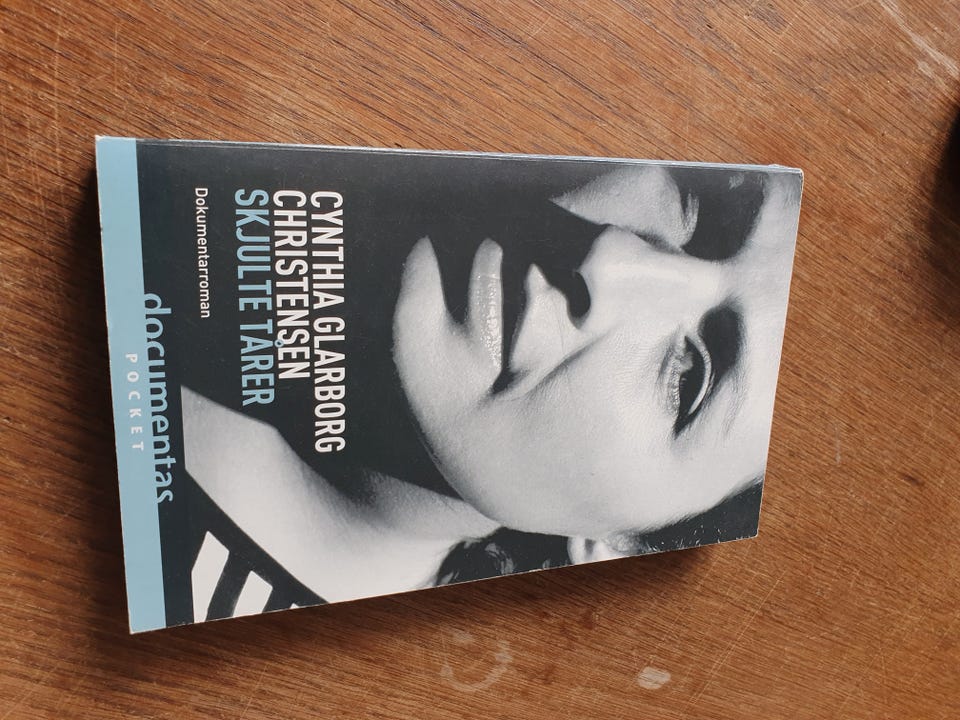 CYNTHIA GLARBORG
CHRISTENSEN
SKJULTE TÅRER
Dokumentarroman
documentas
POCKET